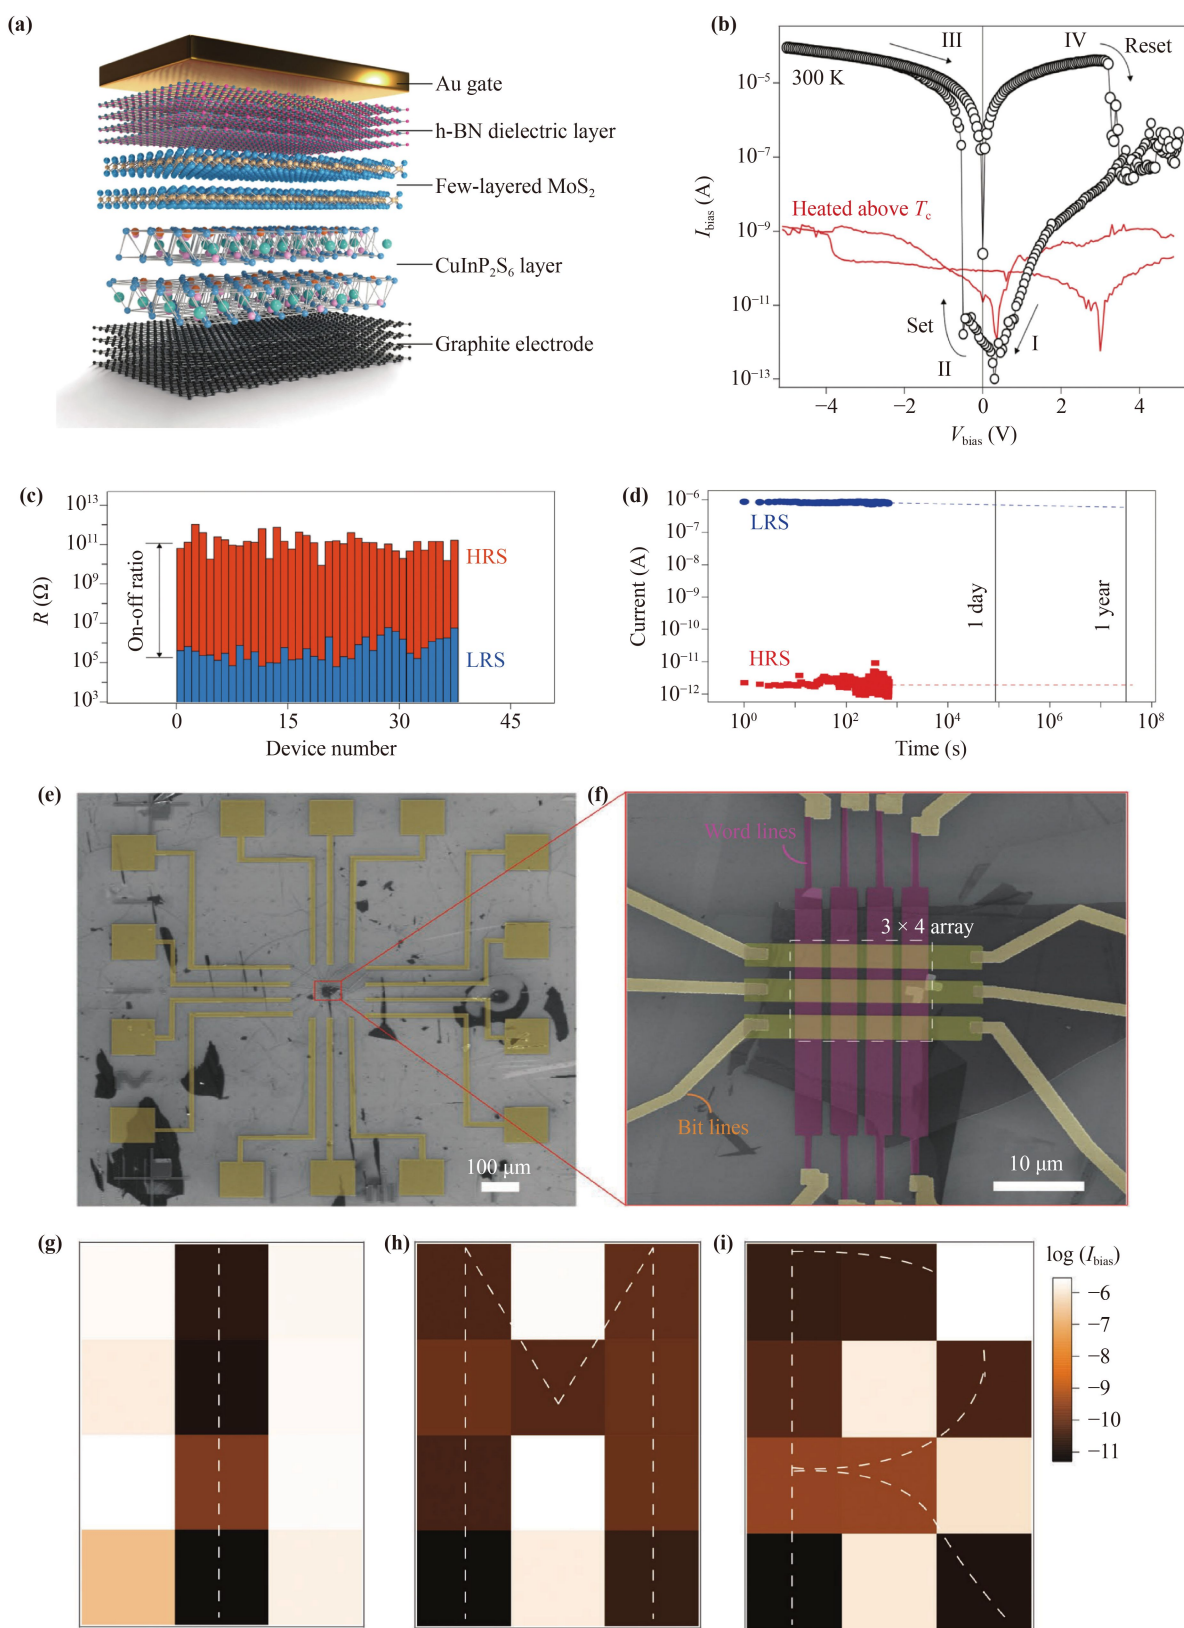 (a)
Au gate
h-BN dielectric layer
Few-layered MoS₂
CuInP₂S₆ layer
Graphite electrode
(b)
III
IV
Reset
300 K
Heated above Tc
Set
II
I
10⁻⁵
10⁻⁷
10⁻⁹
10⁻¹¹
10⁻¹³
Ibias (A)
−4
−2
0
2
4
Vbias (V)
(c)
10¹³
10¹¹
10⁹
10⁷
10⁵
10³
R (Ω)
On-off ratio
HRS
LRS
0
15
30
45
Device number
(d)
10⁻⁶
10⁻⁷
10⁻⁸
10⁻⁹
10⁻¹⁰
10⁻¹¹
10⁻¹²
Current (A)
LRS
HRS
1 day
1 year
10⁰
10²
10⁴
10⁶
10⁸
Time (s)
(e)
100 μm
(f)
Word lines
3 × 4 array
Bit lines
10 μm
(g)
(h)
(i)
log (Ibias)
−6
−7
−8
−9
−10
−11